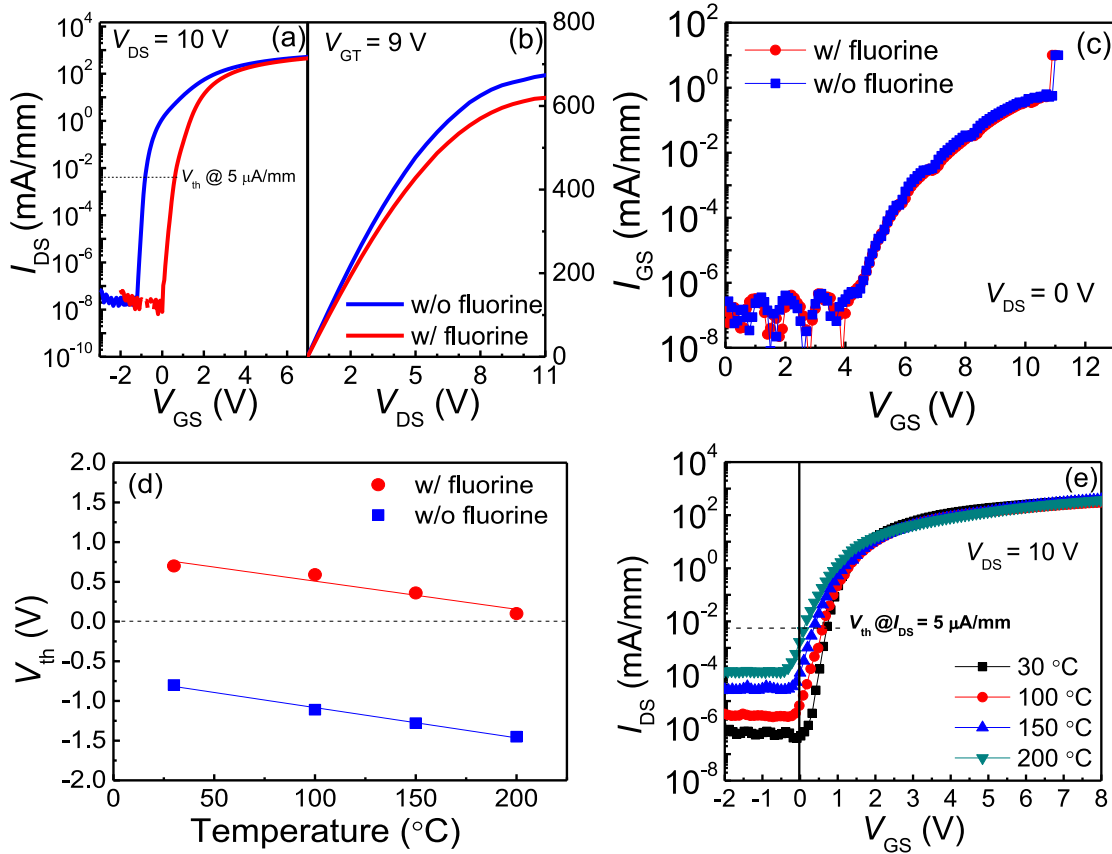 (a)
V_DS = 10 V
V_th @ 5 μA/mm
I_DS (mA/mm)
10^4
10^2
10^0
10^-2
10^-4
10^-6
10^-8
10^-10
-2 0 2 4 6
V_GS (V)
(b)
V_GT = 9 V
w/o fluorine
w/ fluorine
800
600
400
200
0
2 5 8 11
V_DS (V)
(c)
w/ fluorine
w/o fluorine
V_DS = 0 V
I_GS (mA/mm)
10^4
10^2
10^0
10^-2
10^-4
10^-6
10^-8
0 2 4 6 8 10 12
V_GS (V)
(d)
w/ fluorine
w/o fluorine
V_th (V)
2.0
1.5
1.0
0.5
0.0
-0.5
-1.0
-1.5
-2.0
0 50 100 150 200
Temperature (°C)
(e)
V_DS = 10 V
V_th @I_DS = 5 μA/mm
30 °C
100 °C
150 °C
200 °C
I_DS (mA/mm)
10^4
10^2
10^0
10^-2
10^-4
10^-6
10^-8
-2 -1 0 1 2 3 4 5 6 7 8
V_GS (V)